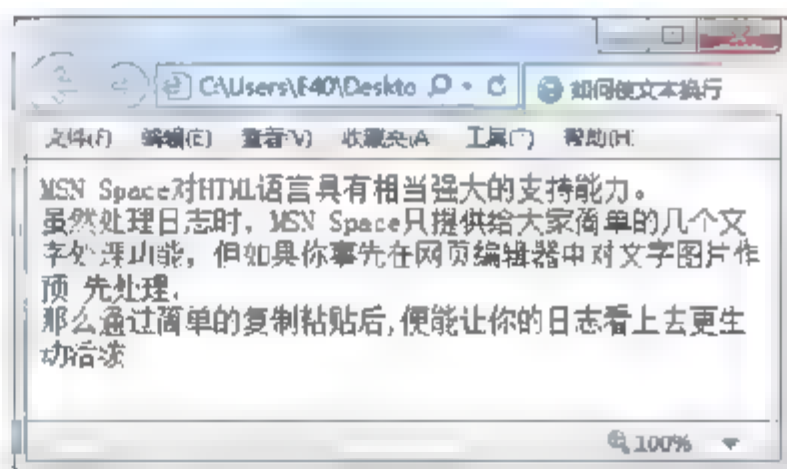 C:\Users\E40\Deskto
如何使文本换行
文件(F) 编辑(E) 查看(V) 收藏夹(A 工具(T) 帮助(H)
MSN Space对HTML语言具有相当强大的支持能力。
虽然处理日志时，MSN Space只提供给大家简单的几个文
字处理功能，但如果你事先在网页编辑器中对文字图片作
预 先处理，
那么通过简单的复制粘贴后,便能让你的日志看上去更生
动活泼
100%